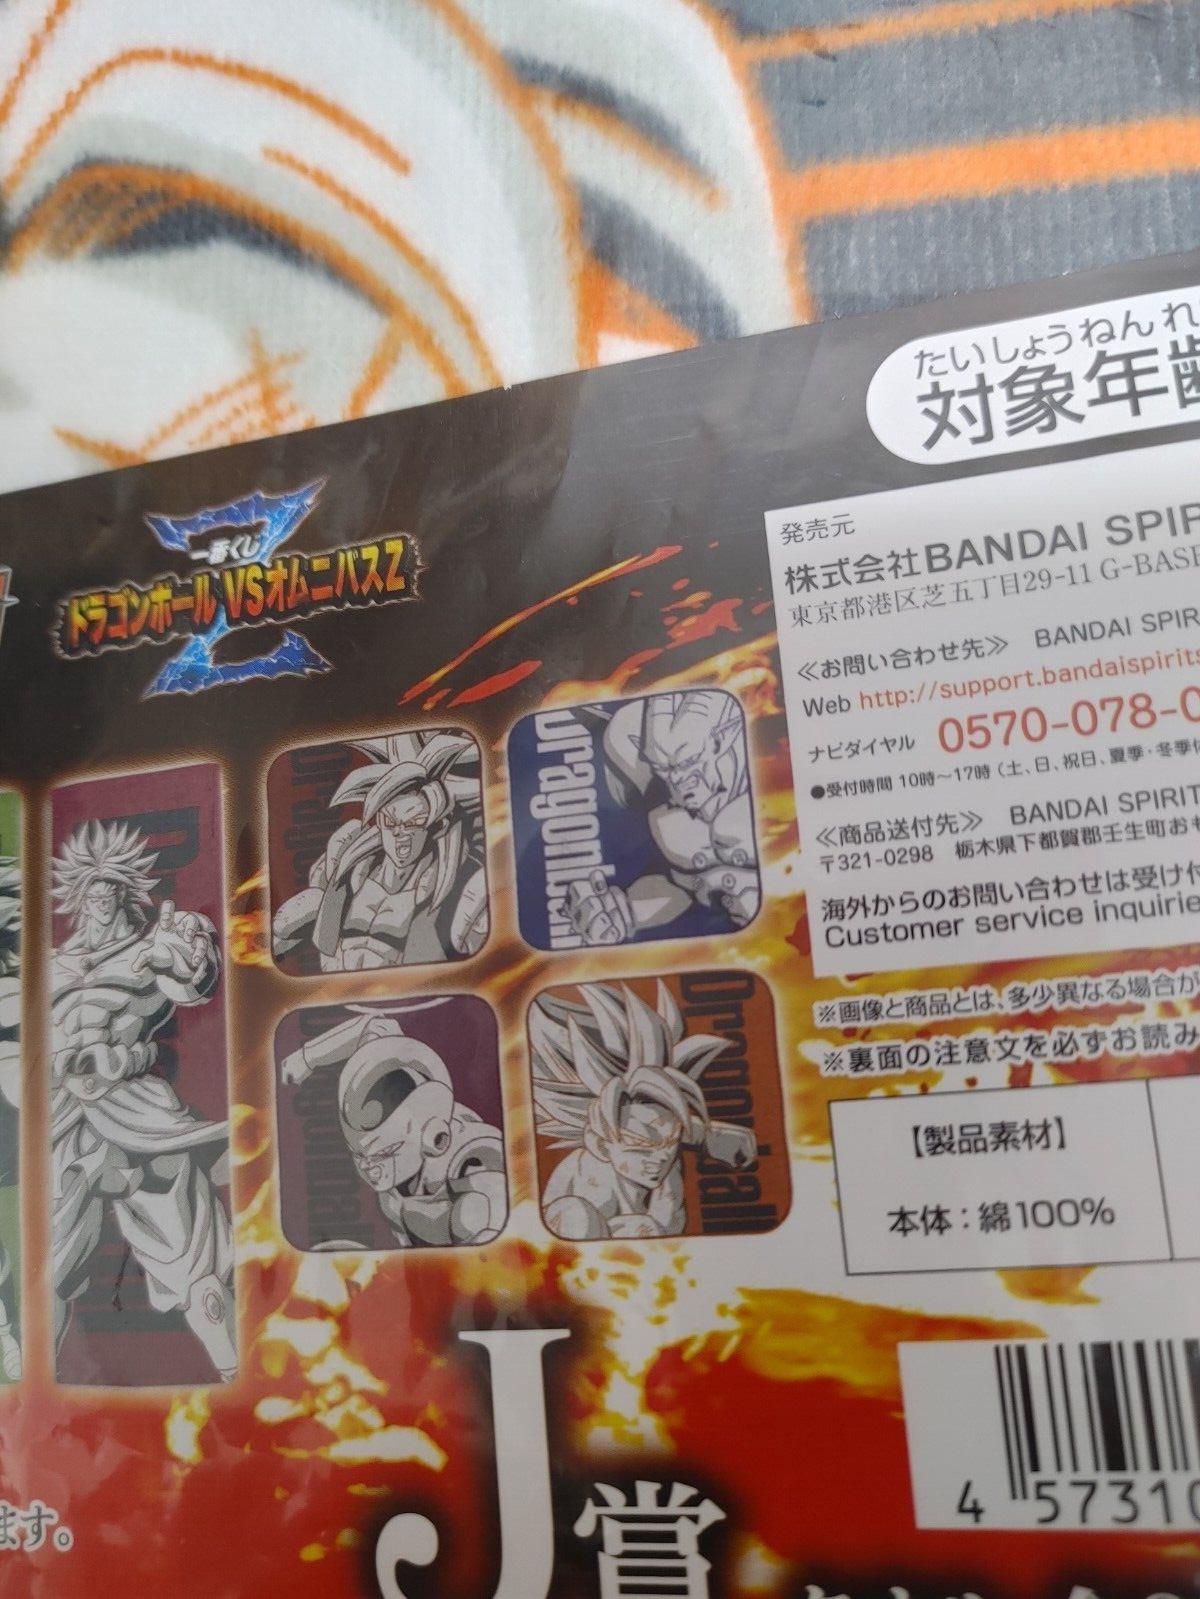 たいしょうねんれ
対象年齢
一番くじ
ドラゴンボール VSオムニバスZ
発売元
株式会社BANDAI SPIR
東京都港区芝五丁目29-11 G-BASE
≪お問い合わせ先≫ BANDAI SPIR
Web http://support.bandaispirits
ナビダイヤル 0570-078-0
●受付時間 10時～17時（土、日、祝日、夏季・冬季
≪商品送付先≫ BANDAI SPIRIT
〒321-0298 栃木県下都賀郡壬生町おも
海外からのお問い合わせは受け付
Customer service inquirie
Dragonball
Dragonball
Dragonball
Dragonball
※画像と商品とは、多少異なる場合が
※裏面の注意文を必ずお読み
【製品素材】
本体：綿100%
4 57310
J賞
ます。